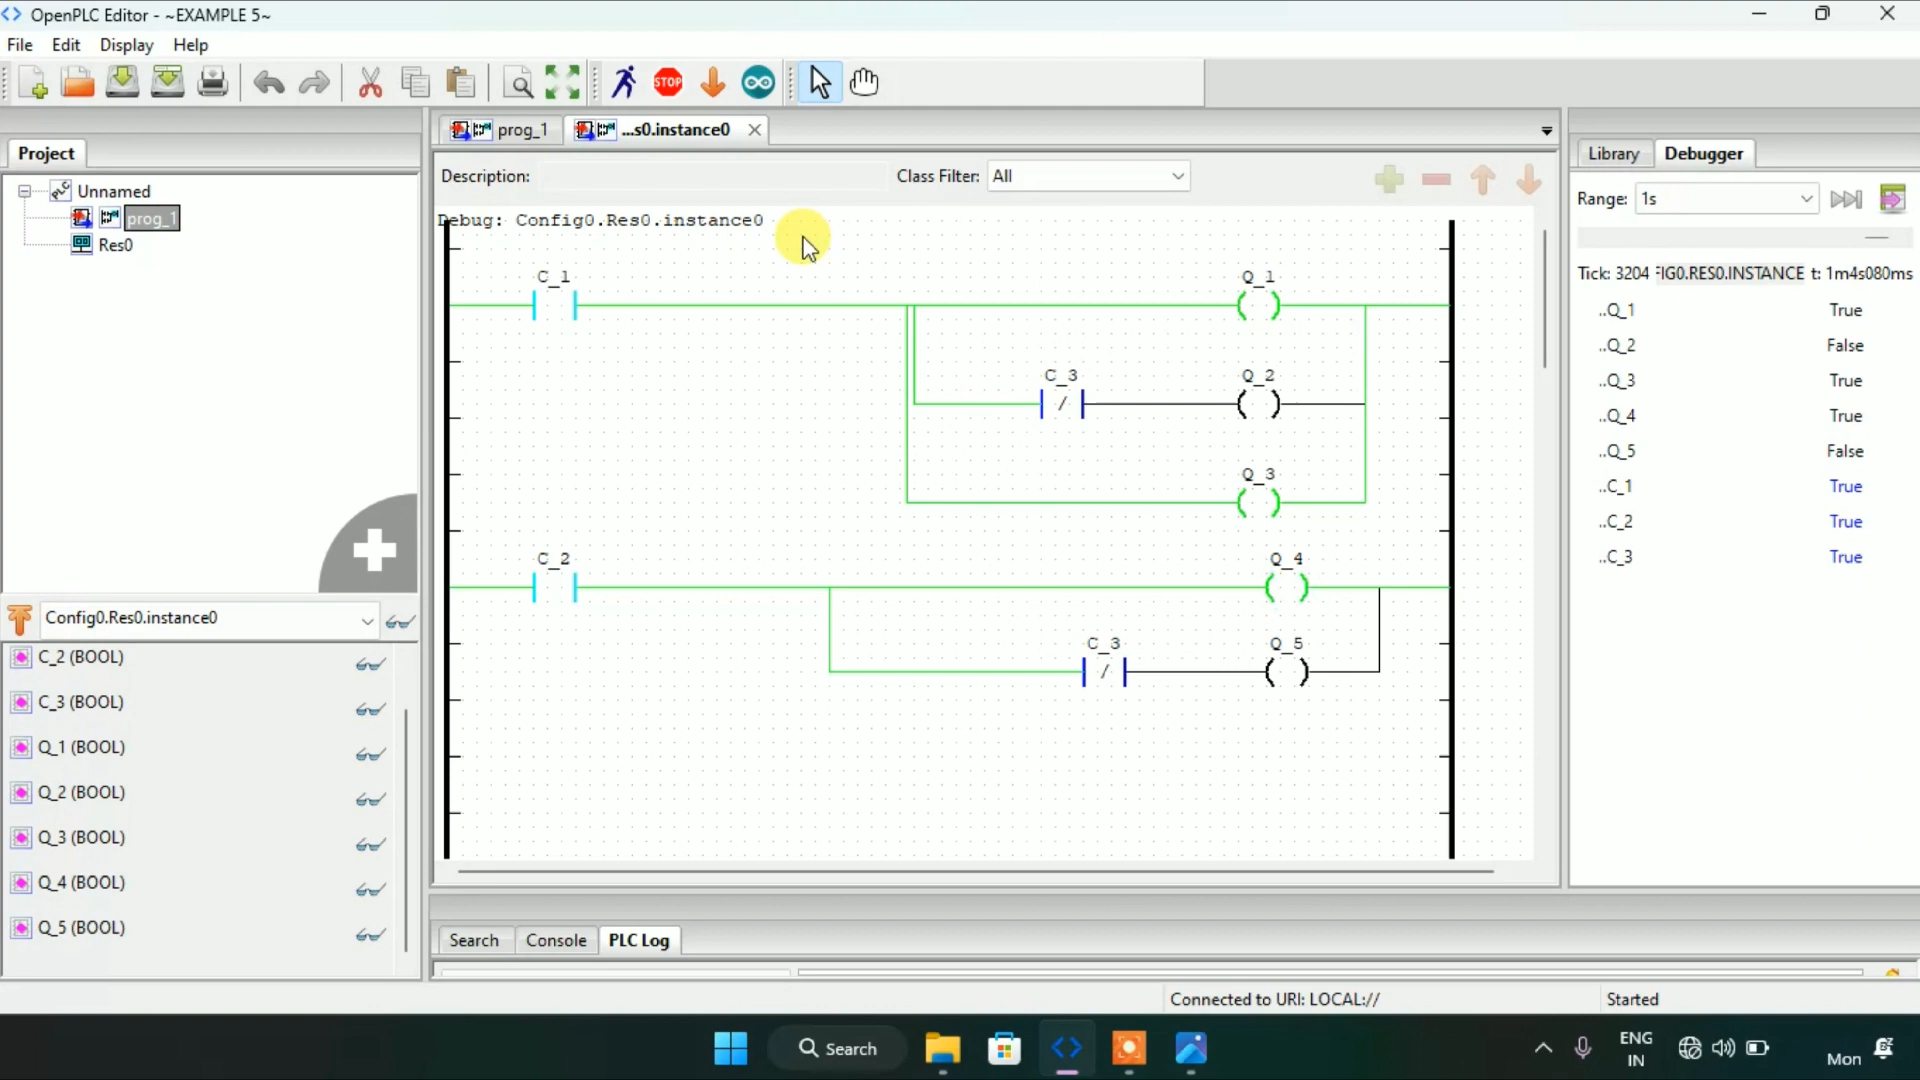 OpenPLC Editor - ~EXAMPLE 5~
File Edit Display Help
STOP
Project
Unnamed
prog_1
Res0
prog_1 ...s0.instance0
Description: Class Filter: All
Debug: Config0.Res0.instance0
C_1 Q_1
C_3 Q_2
/
Q_3
C_2 Q_4
C_3 Q_5
/
Library Debugger
Range: 1s
Tick: 3204 IG0.RES0.INSTANCE t: 1m4s080ms
..Q_1 True
..Q_2 False
..Q_3 True
..Q_4 True
..Q_5 False
..C_1 True
..C_2 True
..C_3 True
Config0.Res0.instance0
C_2 (BOOL)
C_3 (BOOL)
Q_1 (BOOL)
Q_2 (BOOL)
Q_3 (BOOL)
Q_4 (BOOL)
Q_5 (BOOL)
Search Console PLC Log
Connected to URI: LOCAL:// Started
Search
ENG
IN
Mon